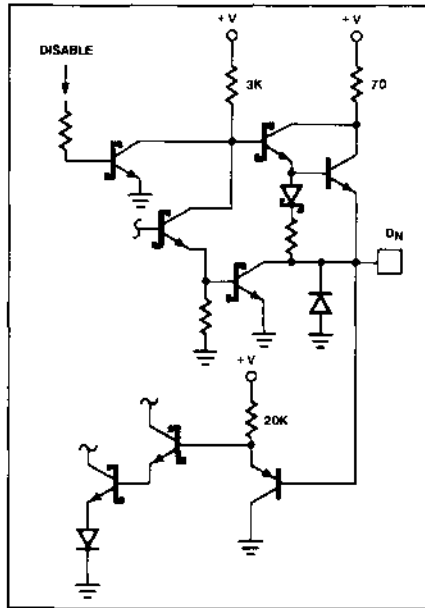 +V
+V
DISABLE
3K
70
DN
+V
20K